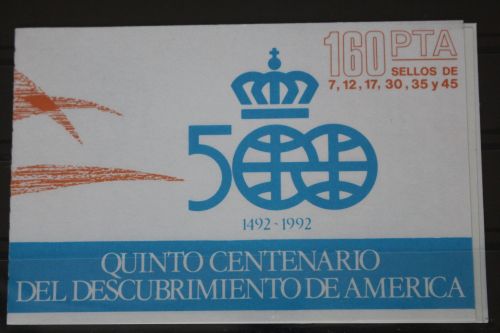 160 PTA
SELLOS DE
7, 12, 17, 30, 35 y 45
500
1492 - 1992
QUINTO CENTENARIO
DEL DESCUBRIMIENTO DE AMERICA